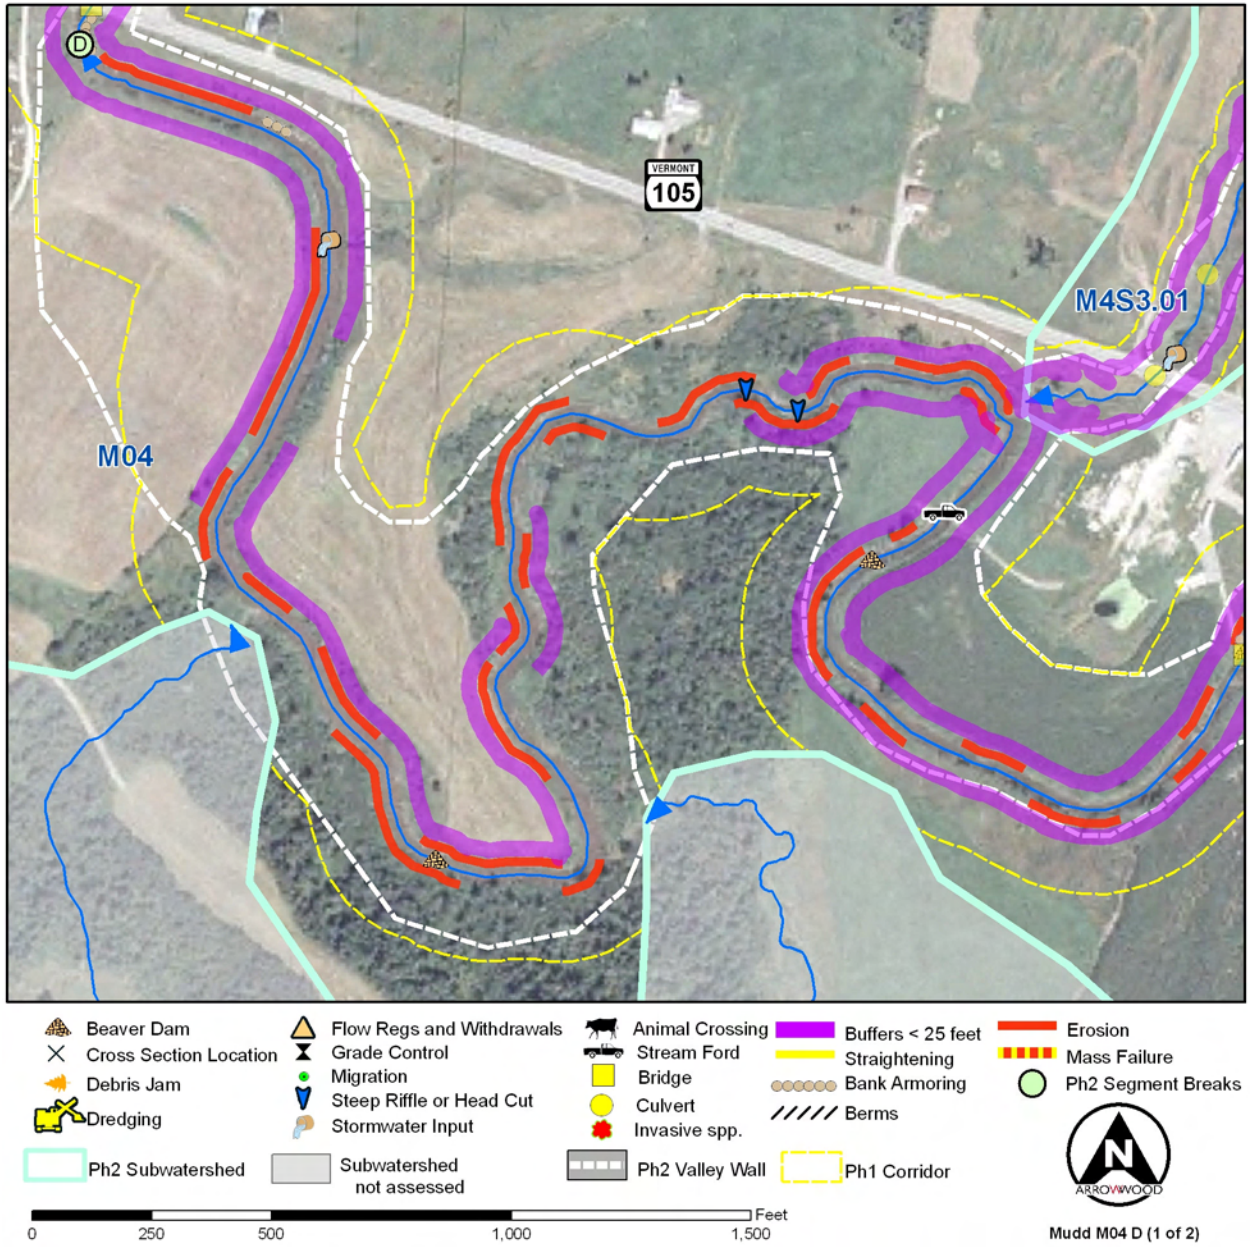 D
VERMONT
105
M4S3.01
M04
Beaver Dam
Cross Section Location
Debris Jam
Dredging
Flow Regs and Withdrawals
Grade Control
Migration
Steep Riffle or Head Cut
Stormwater Input
Animal Crossing
Stream Ford
Bridge
Culvert
Invasive spp.
Buffers < 25 feet
Straightening
Bank Armoring
Berms
Erosion
Mass Failure
Ph2 Segment Breaks
Ph2 Subwatershed
Subwatershed
not assessed
Ph2 Valley Wall
Ph1 Corridor
N
ARROWWOOD
Feet
0 250 500 1,000 1,500
Mudd M04 D (1 of 2)